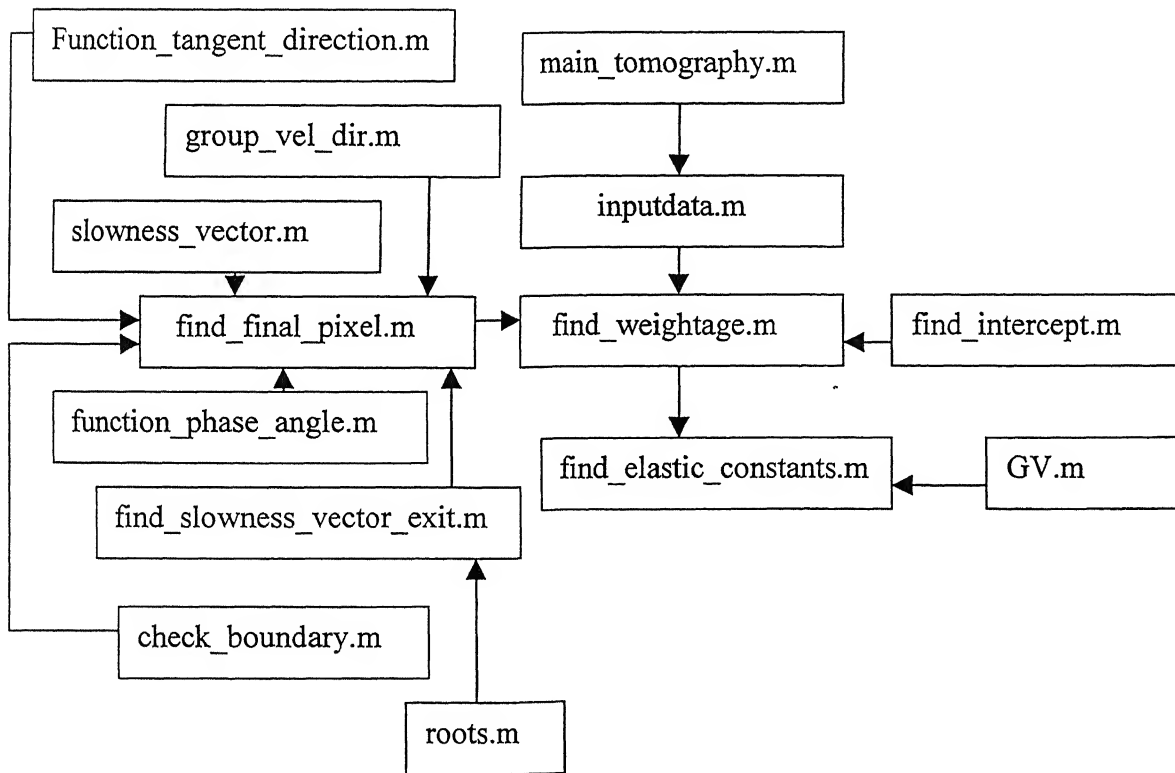 Function_tangent_direction.m
main_tomography.m
group_vel_dir.m
inputdata.m
slowness_vector.m
find_final_pixel.m
find_weightage.m
find_intercept.m
function_phase_angle.m
find_elastic_constants.m
GV.m
find_slowness_vector_exit.m
check_boundary.m
roots.m